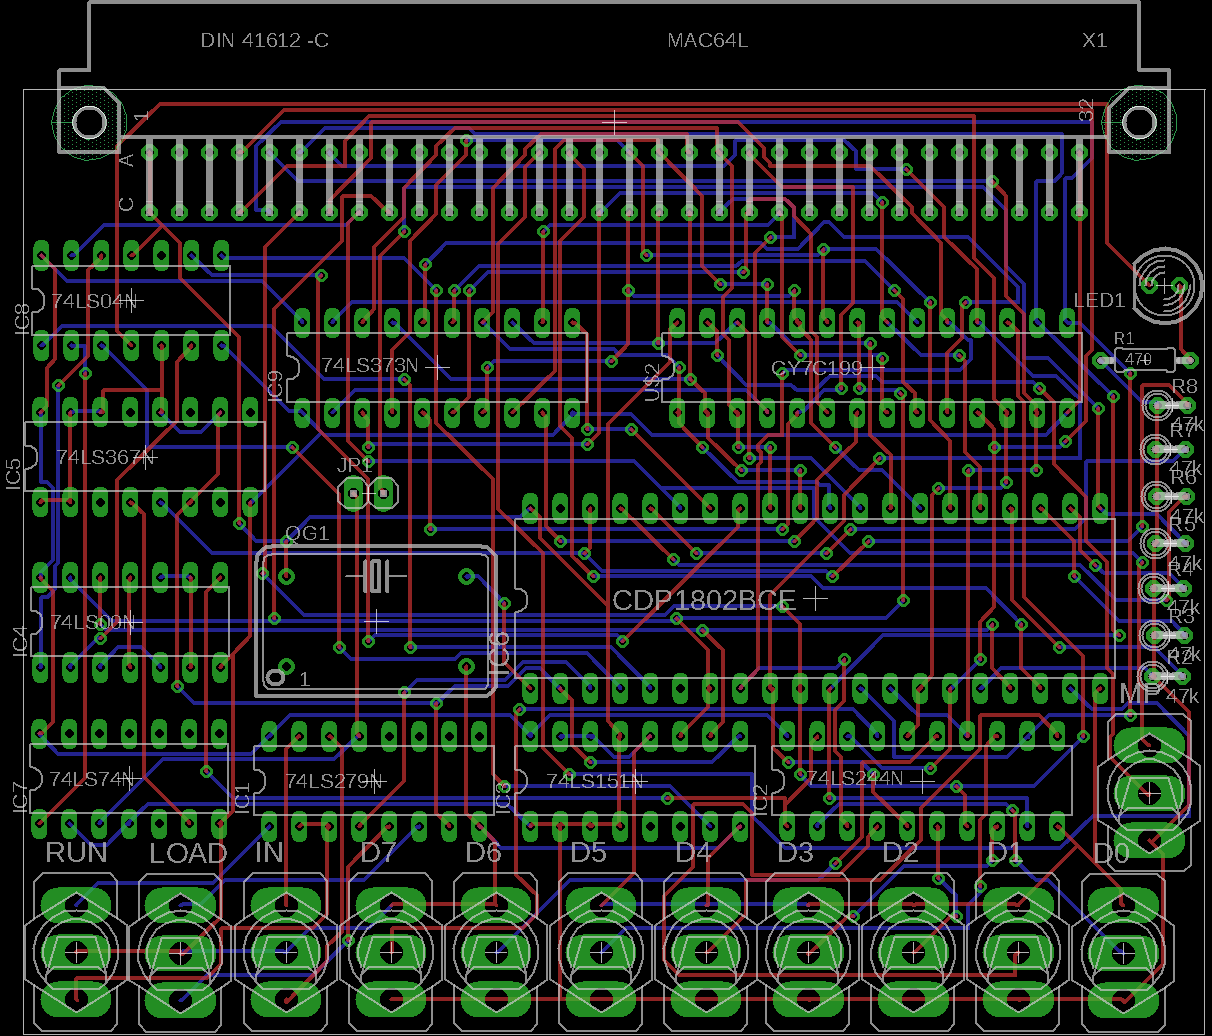 DIN 41612 -C MAC64L X1
1 32
A
C
74LS04N
IC8
LED1
R1
470
74LS373N
IC9
CY7C199
US2
R8
47k
R7
47k
74LS367N
IC5
JP1
R6
47k
QG1
R5
47k
R4
47k
CDP1802BCE
IC6
74LS00N
IC4
R3
47k
R2
47k
1
MP
74LS74N
IC7
74LS279N
IC1
74LS151N
IC3
74LS244N
IC2
RUN LOAD IN D7 D6 D5 D4 D3 D2 D1 D0